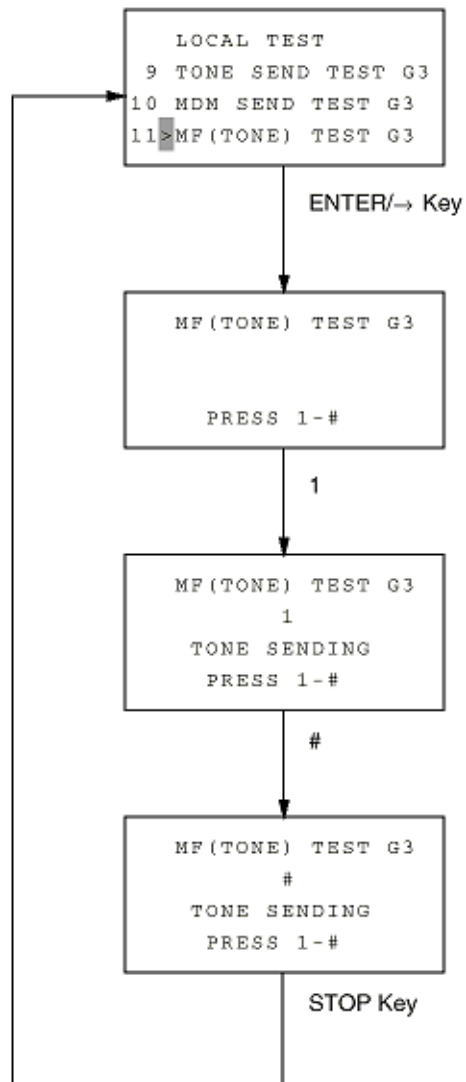 LOCAL TEST
9 TONE SEND TEST G3
10 MDM SEND TEST G3
11>MF(TONE) TEST G3
ENTER/→ Key
MF(TONE) TEST G3
PRESS 1-#
1
MF(TONE) TEST G3
1
TONE SENDING
PRESS 1-#
#
MF(TONE) TEST G3
#
TONE SENDING
PRESS 1-#
STOP Key